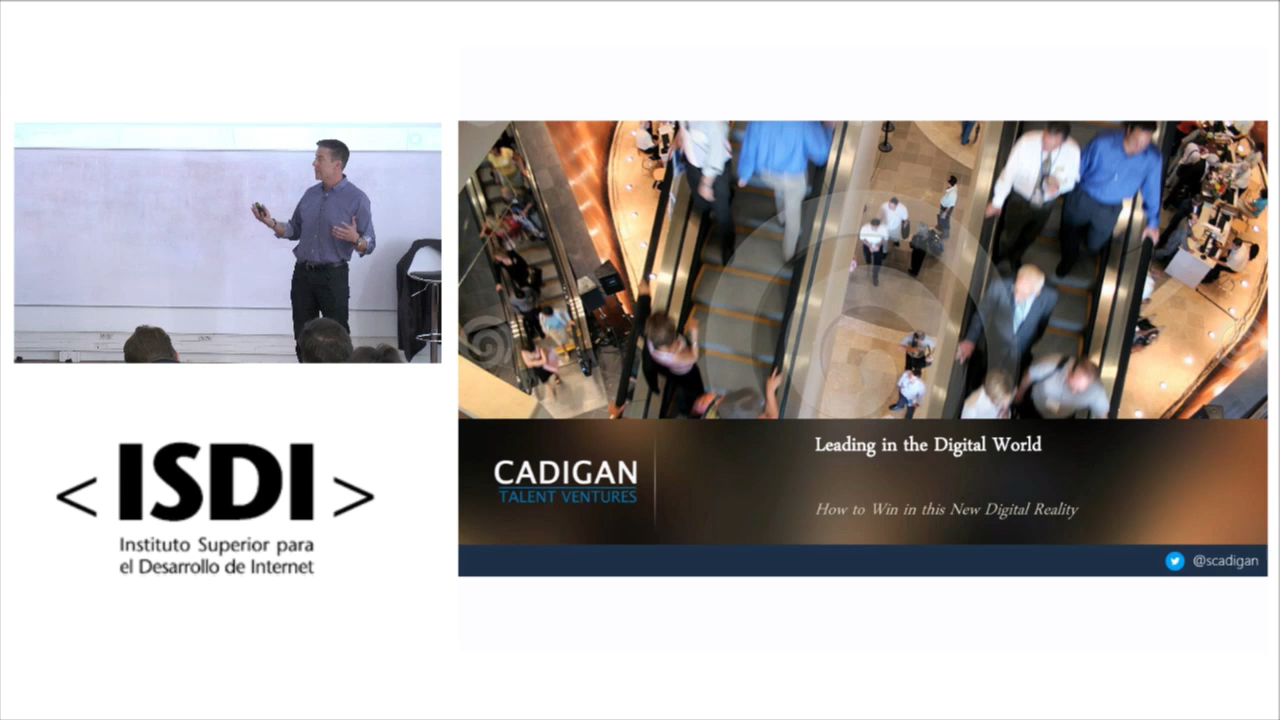 < ISDI >
Instituto Superior para
el Desarrollo de Internet
CADIGAN
TALENT VENTURES
Leading in the Digital World
How to Win in this New Digital Reality
@scadigan